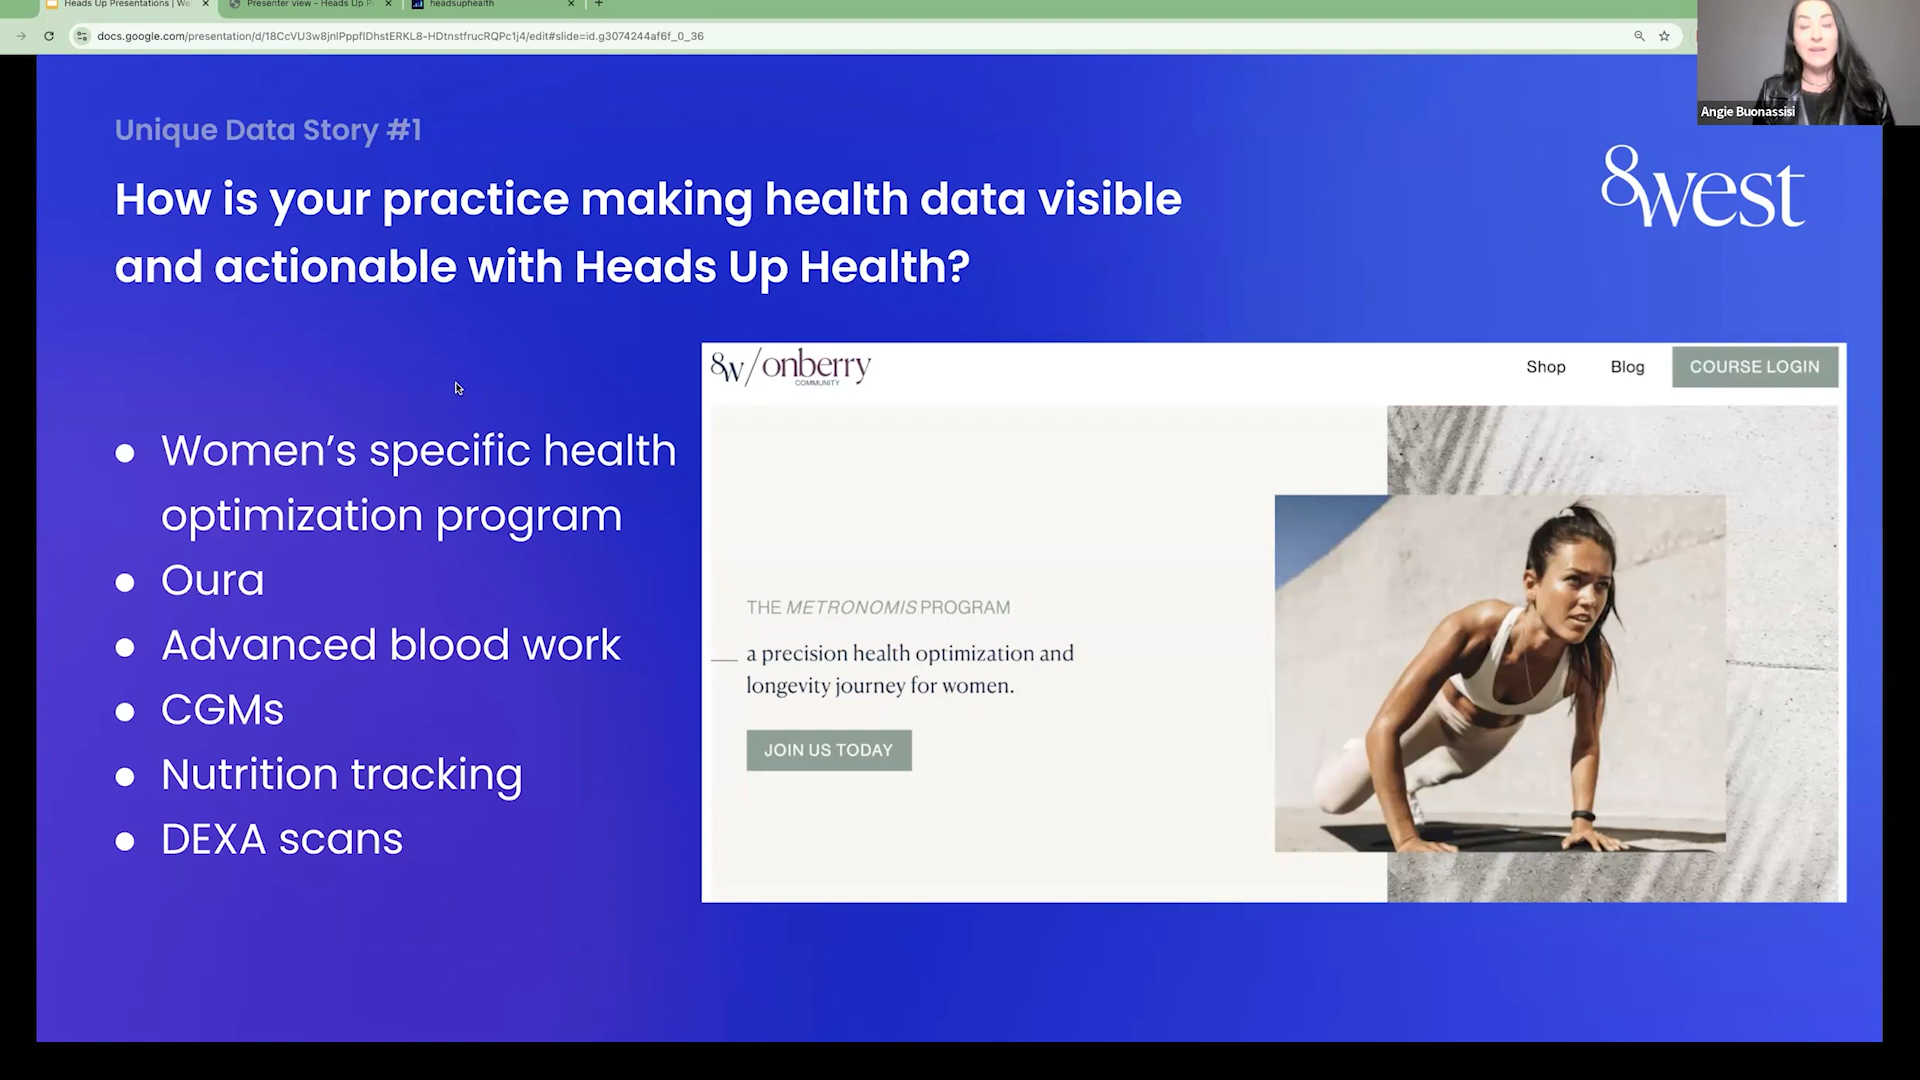 Heads Up Presentations | We
Presenter view - Heads Up P
headsuphealth
docs.google.com/presentation/d/18CcVU3w8jnlPppflDhstERKL8-HDtnstfrucRQPc1j4/edit#slide=id.g3074244af6f_0_36
Angie Buonassisi
Unique Data Story #1
How is your practice making health data visible
and actionable with Heads Up Health?
8west
• Women's specific health
optimization program
• Oura
• Advanced blood work
• CGMs
• Nutrition tracking
• DEXA scans
8w/onberry
COMMUNITY
Shop Blog COURSE LOGIN
THE METRONOMIS PROGRAM
a precision health optimization and
longevity journey for women.
JOIN US TODAY